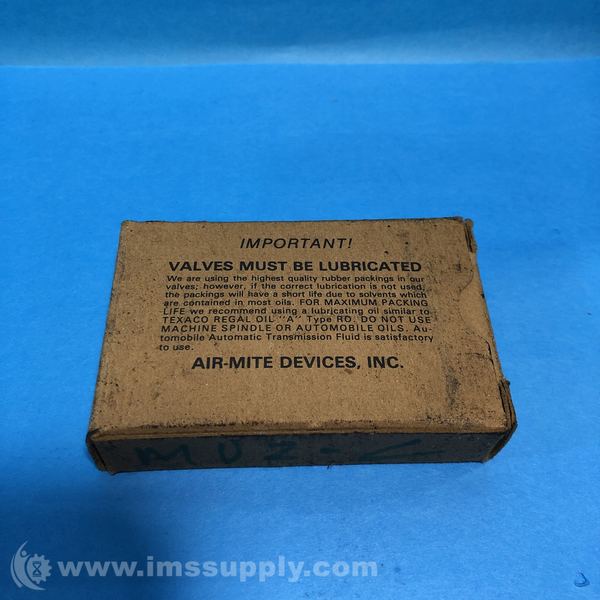 IMPORTANT!
VALVES MUST BE LUBRICATED
We are using the highest quality rubber packings in our
valves; however, if the correct lubrication is not used,
the packings will have a short life due to solvents which
are contained in most oils. FOR MAXIMUM PACKING
LIFE we recommend using a lubricating oil similar to
TEXACO REGAL OIL "A" Type RO. DO NOT USE
MACHINE SPINDLE OR AUTOMOBILE OILS. Au-
tomobile Automatic Transmission Fluid is satisfactory
to use.
AIR-MITE DEVICES, INC.
www.imssupply.com